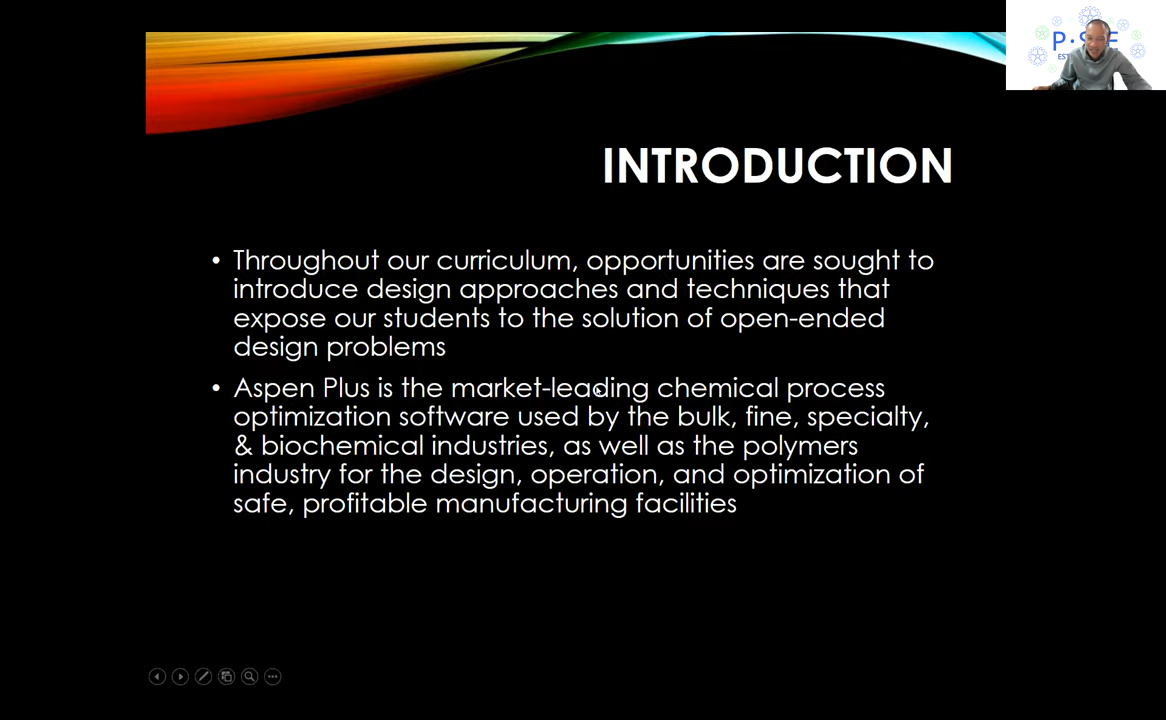 INTRODUCTION
• Throughout our curriculum, opportunities are sought to
introduce design approaches and techniques that
expose our students to the solution of open-ended
design problems
• Aspen Plus is the market-leading chemical process
optimization software used by the bulk, fine, specialty,
& biochemical industries, as well as the polymers
industry for the design, operation, and optimization of
safe, profitable manufacturing facilities